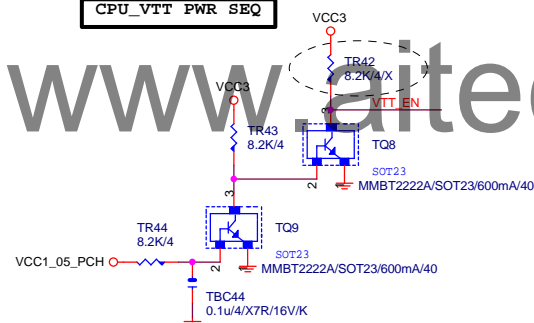 CPU_VTT PWR SEQ
VCC3
TR42
8.2K/4/X
www.aite
VCC3
VTT_EN
3
TR43
8.2K/4
TQ8
2
SOT23
MMBT2222A/SOT23/600mA/40
3
TR44
8.2K/4
TQ9
VCC1_05_PCH
2
SOT23
MMBT2222A/SOT23/600mA/40
TBC44
0.1u/4/X7R/16V/K